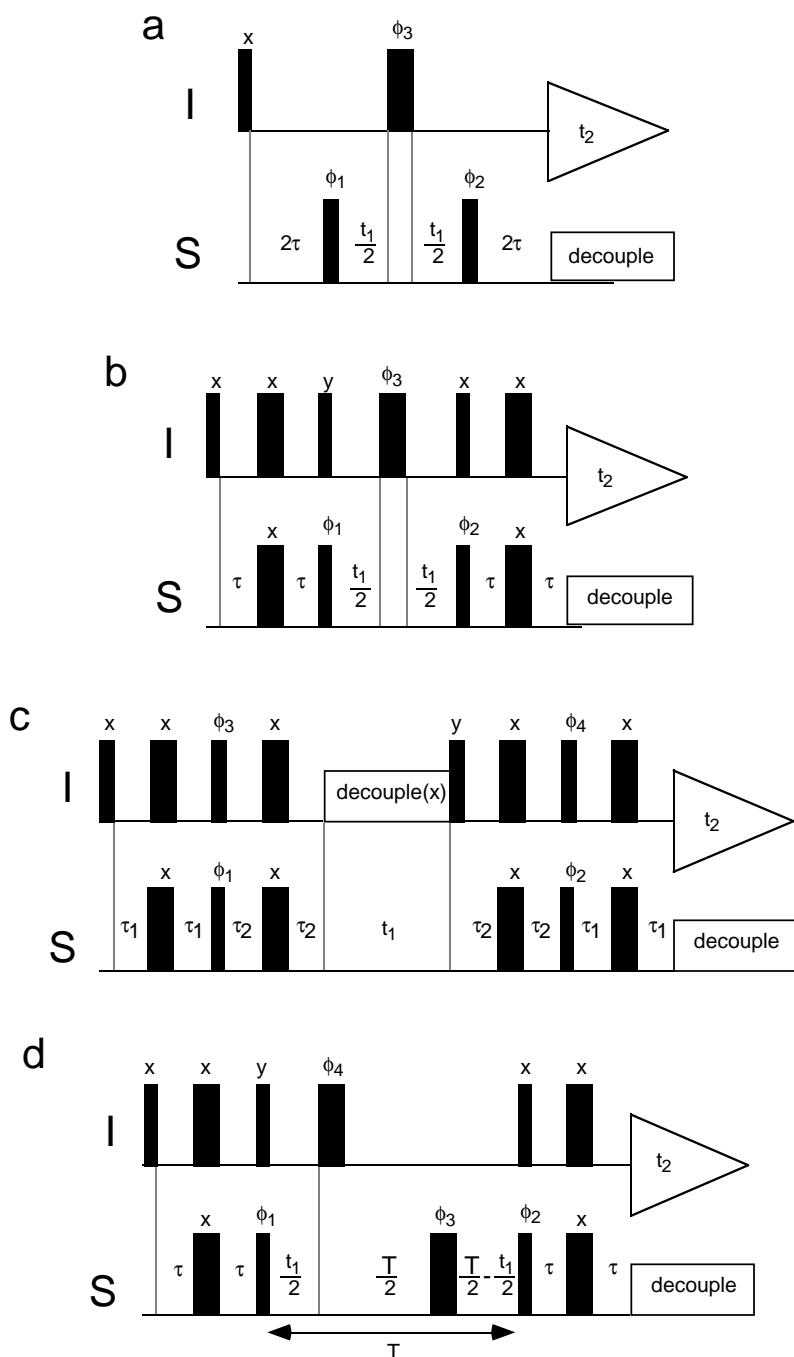 a
x ϕ3
I t2
ϕ1 ϕ2
S 2τ t1/2 t1/2 2τ decouple
b
x x y ϕ3 x x
I t2
x ϕ1 ϕ2 x
S τ τ t1/2 t1/2 τ τ decouple
c
x x ϕ3 x y x ϕ4 x
I decouple(x) t2
x ϕ1 x x ϕ2 x
S τ1 τ1 τ2 τ2 t1 τ2 τ2 τ1 τ1 decouple
d
x x y ϕ4 x x
I t2
x ϕ1 ϕ3 ϕ2 x
S τ τ t1/2 T/2 T/2 - t1/2 τ τ decouple
T